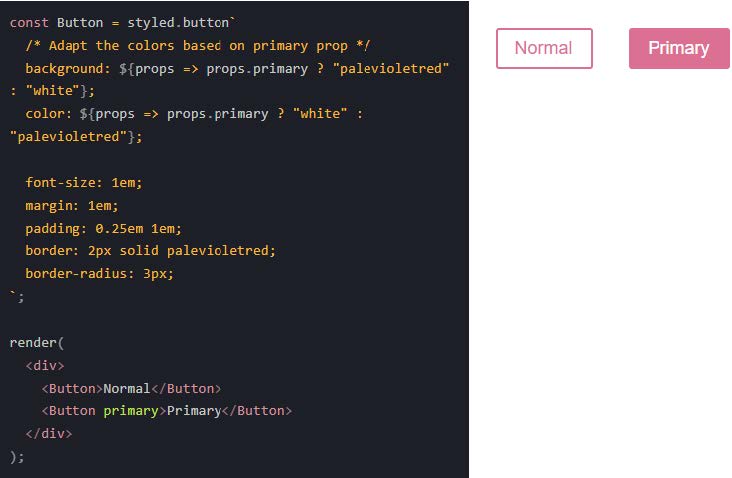 const Button = styled.button`
/* Adapt the colors based on primary prop */
background: ${props => props.primary ? "palevioletred"
: "white"};
color: ${props => props.primary ? "white" :
"palevioletred"};
font-size: 1em;
margin: 1em;
padding: 0.25em 1em;
border: 2px solid palevioletred;
border-radius: 3px;
`;
render(
<div>
<Button>Normal</Button>
<Button primary>Primary</Button>
</div>
);
Normal
Primary